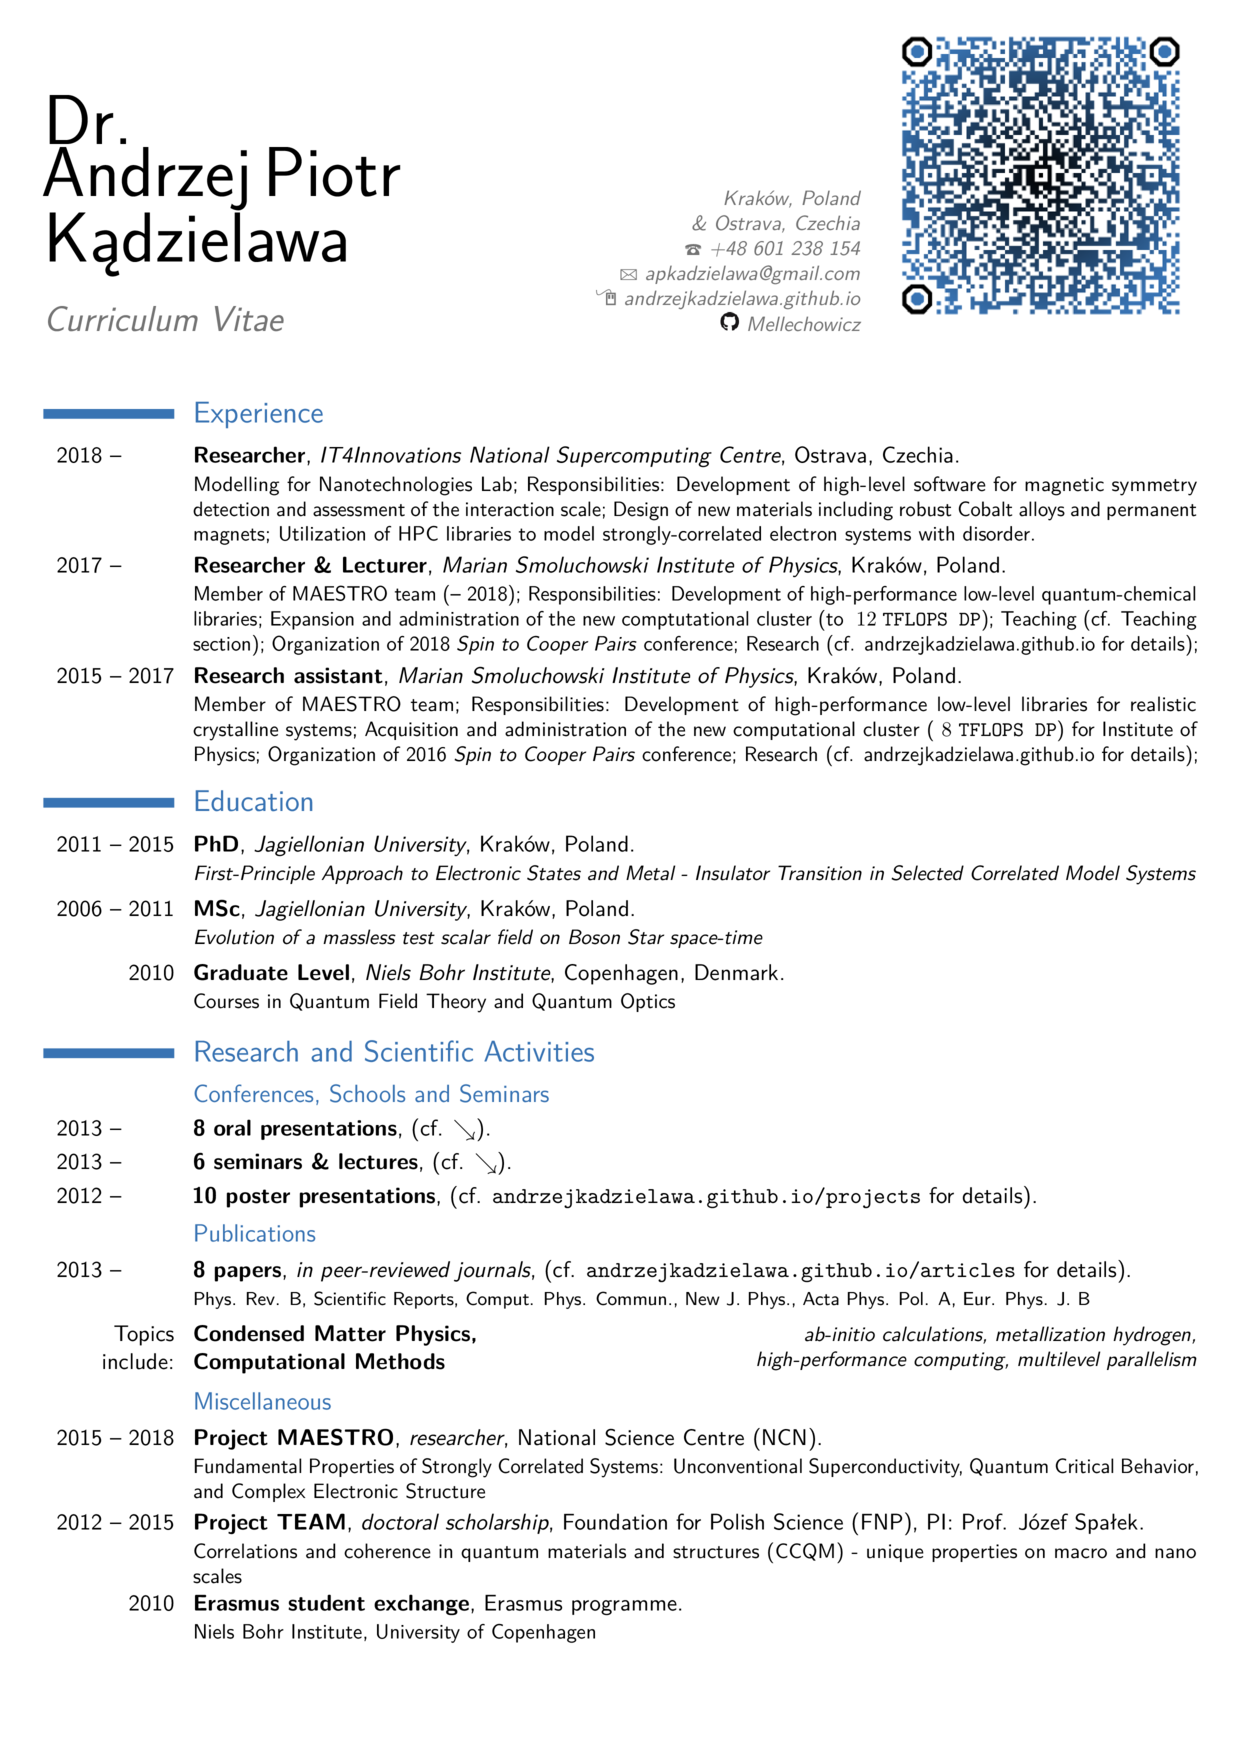 Dr.
Andrzej Piotr
Kądzielawa
Curriculum Vitae
Kraków, Poland
& Ostrava, Czechia
☎ +48 601 238 154
✉ apkadzielawa@gmail.com
andrzejkadzielawa.github.io
Mellechowicz
Experience
2018 – Researcher, IT4Innovations National Supercomputing Centre, Ostrava, Czechia.
Modelling for Nanotechnologies Lab; Responsibilities: Development of high-level software for magnetic symmetry
detection and assessment of the interaction scale; Design of new materials including robust Cobalt alloys and permanent
magnets; Utilization of HPC libraries to model strongly-correlated electron systems with disorder.
2017 – Researcher & Lecturer, Marian Smoluchowski Institute of Physics, Kraków, Poland.
Member of MAESTRO team (– 2018); Responsibilities: Development of high-performance low-level quantum-chemical
libraries; Expansion and administration of the new comptutational cluster (to 12 TFLOPS DP); Teaching (cf. Teaching
section); Organization of 2018 Spin to Cooper Pairs conference; Research (cf. andrzejkadzielawa.github.io for details);
2015 – 2017 Research assistant, Marian Smoluchowski Institute of Physics, Kraków, Poland.
Member of MAESTRO team; Responsibilities: Development of high-performance low-level libraries for realistic
crystalline systems; Acquisition and administration of the new computational cluster ( 8 TFLOPS DP) for Institute of
Physics; Organization of 2016 Spin to Cooper Pairs conference; Research (cf. andrzejkadzielawa.github.io for details);
Education
2011 – 2015 PhD, Jagiellonian University, Kraków, Poland.
First-Principle Approach to Electronic States and Metal - Insulator Transition in Selected Correlated Model Systems
2006 – 2011 MSc, Jagiellonian University, Kraków, Poland.
Evolution of a massless test scalar field on Boson Star space-time
2010 Graduate Level, Niels Bohr Institute, Copenhagen, Denmark.
Courses in Quantum Field Theory and Quantum Optics
Research and Scientific Activities
Conferences, Schools and Seminars
2013 – 8 oral presentations, (cf. ↘).
2013 – 6 seminars & lectures, (cf. ↘).
2012 – 10 poster presentations, (cf. andrzejkadzielawa.github.io/projects for details).
Publications
2013 – 8 papers, in peer-reviewed journals, (cf. andrzejkadzielawa.github.io/articles for details).
Phys. Rev. B, Scientific Reports, Comput. Phys. Commun., New J. Phys., Acta Phys. Pol. A, Eur. Phys. J. B
Topics Condensed Matter Physics, ab-initio calculations, metallization hydrogen,
include: Computational Methods high-performance computing, multilevel parallelism
Miscellaneous
2015 – 2018 Project MAESTRO, researcher, National Science Centre (NCN).
Fundamental Properties of Strongly Correlated Systems: Unconventional Superconductivity, Quantum Critical Behavior,
and Complex Electronic Structure
2012 – 2015 Project TEAM, doctoral scholarship, Foundation for Polish Science (FNP), PI: Prof. Józef Spałek.
Correlations and coherence in quantum materials and structures (CCQM) - unique properties on macro and nano
scales
2010 Erasmus student exchange, Erasmus programme.
Niels Bohr Institute, University of Copenhagen